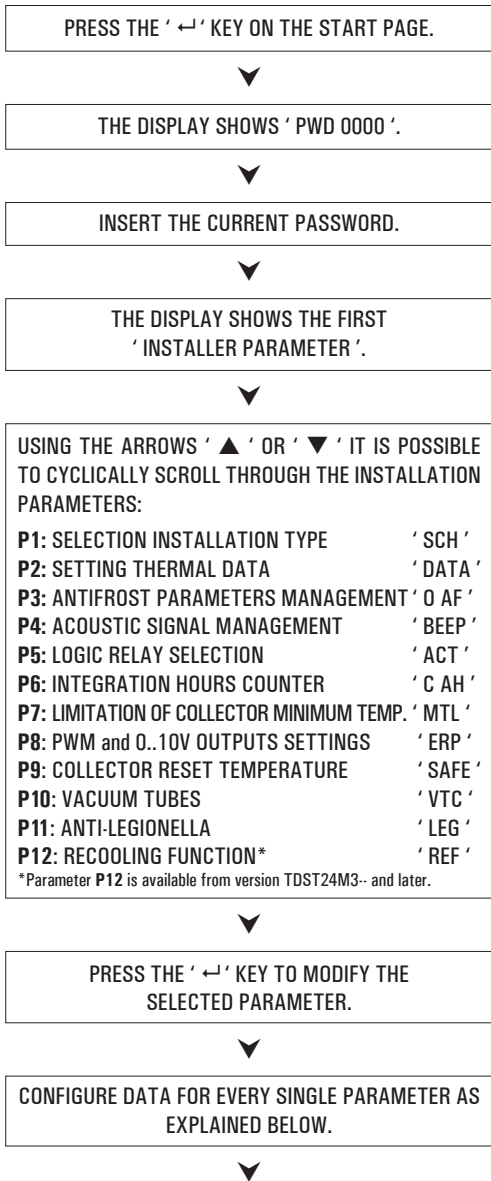 PRESS THE ‘ ↵ ‘ KEY ON THE START PAGE.
THE DISPLAY SHOWS ‘ PWD 0000 ‘.
INSERT THE CURRENT PASSWORD.
THE DISPLAY SHOWS THE FIRST
‘ INSTALLER PARAMETER ’.
USING THE ARROWS ‘ ▲ ‘ OR ‘ ▼ ‘ IT IS POSSIBLE
TO CYCLICALLY SCROLL THROUGH THE INSTALLATION
PARAMETERS:
P1: SELECTION INSTALLATION TYPE ‘ SCH ’
P2: SETTING THERMAL DATA ‘ DATA ’
P3: ANTIFROST PARAMETERS MANAGEMENT ‘ O AF ’
P4: ACOUSTIC SIGNAL MANAGEMENT ‘ BEEP ’
P5: LOGIC RELAY SELECTION ‘ ACT ’
P6: INTEGRATION HOURS COUNTER ‘ C AH ’
P7: LIMITATION OF COLLECTOR MINIMUM TEMP. ‘ MTL ‘
P8: PWM and 0..10V OUTPUTS SETTINGS ‘ ERP ‘
P9: COLLECTOR RESET TEMPERATURE ‘ SAFE ‘
P10: VACUUM TUBES ‘ VTC ‘
P11: ANTI-LEGIONELLA ‘ LEG ‘
P12: RECOOLING FUNCTION* ‘ REF ‘
*Parameter P12 is available from version TDST24M3-- and later.
PRESS THE ‘ ↵ ‘ KEY TO MODIFY THE
SELECTED PARAMETER.
CONFIGURE DATA FOR EVERY SINGLE PARAMETER AS
EXPLAINED BELOW.